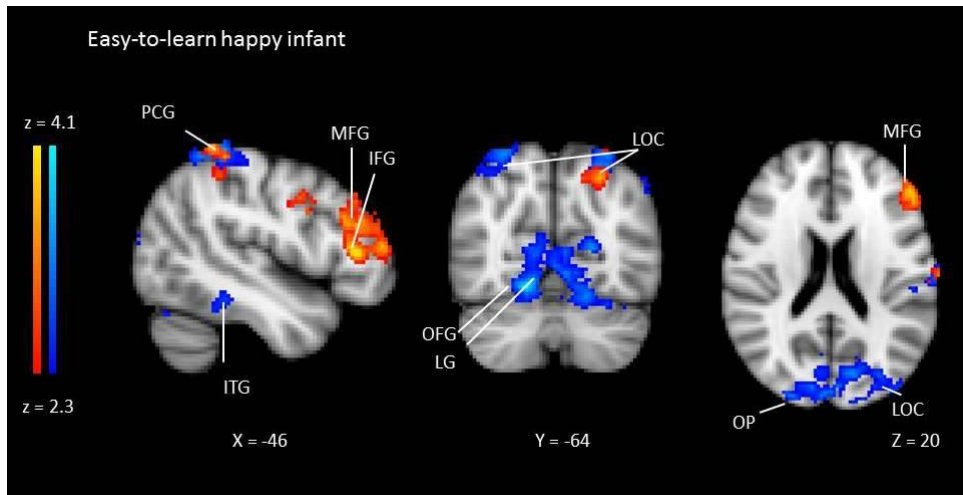 Easy-to-learn happy infant
z = 4.1
z = 2.3
PCG
MFG
IFG
ITG
X = -46
LOC
OFG
LG
Y = -64
MFG
OP
LOC
Z = 20